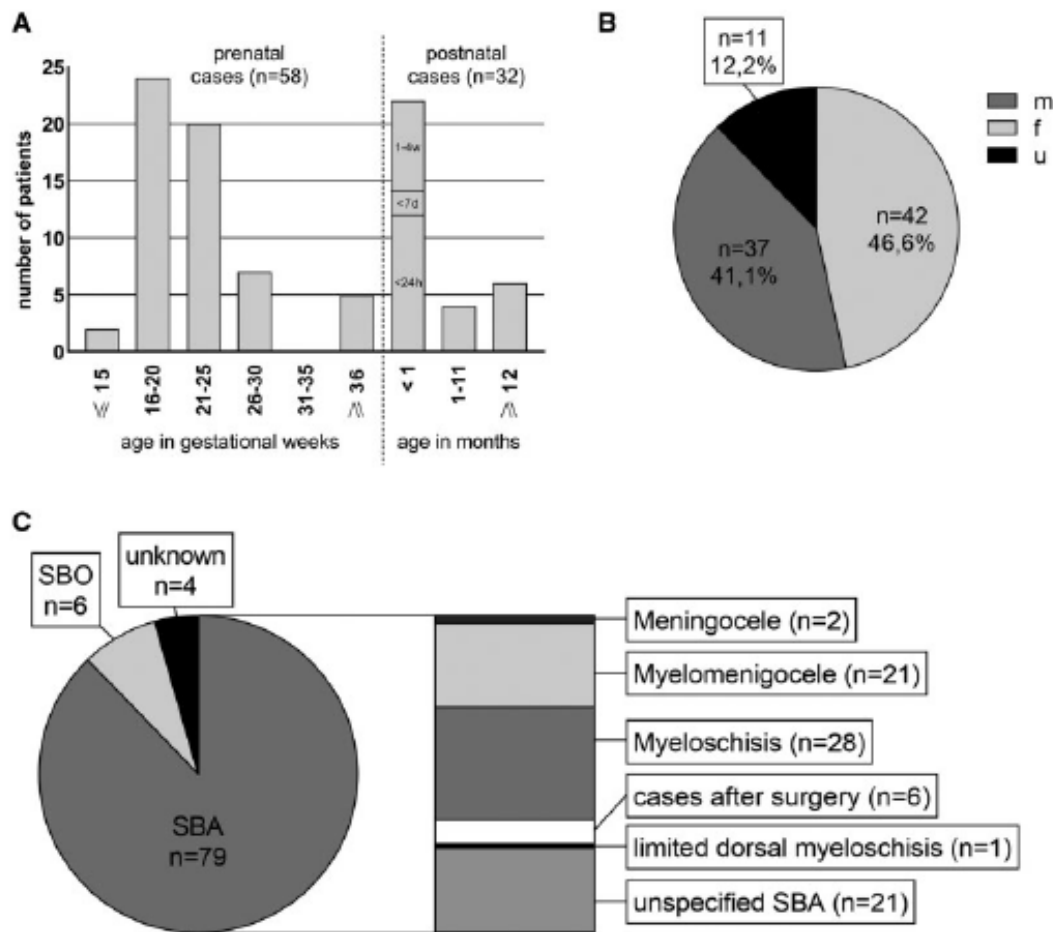 A
prenatal
cases (n=58)
postnatal
cases (n=32)
number of patients
25
20
15
10
5
0
1-4w
<7d
<24h
≤ 15
16-20
21-25
26-30
31-35
≥ 36
< 1
1-11
≥ 12
age in gestational weeks
age in months
B
n=11
12,2%
n=37
41,1%
n=42
46,6%
m
f
u
C
SBO
n=6
unknown
n=4
SBA
n=79
Meningocele (n=2)
Myelomenigocele (n=21)
Myeloschisis (n=28)
cases after surgery (n=6)
limited dorsal myeloschisis (n=1)
unspecified SBA (n=21)